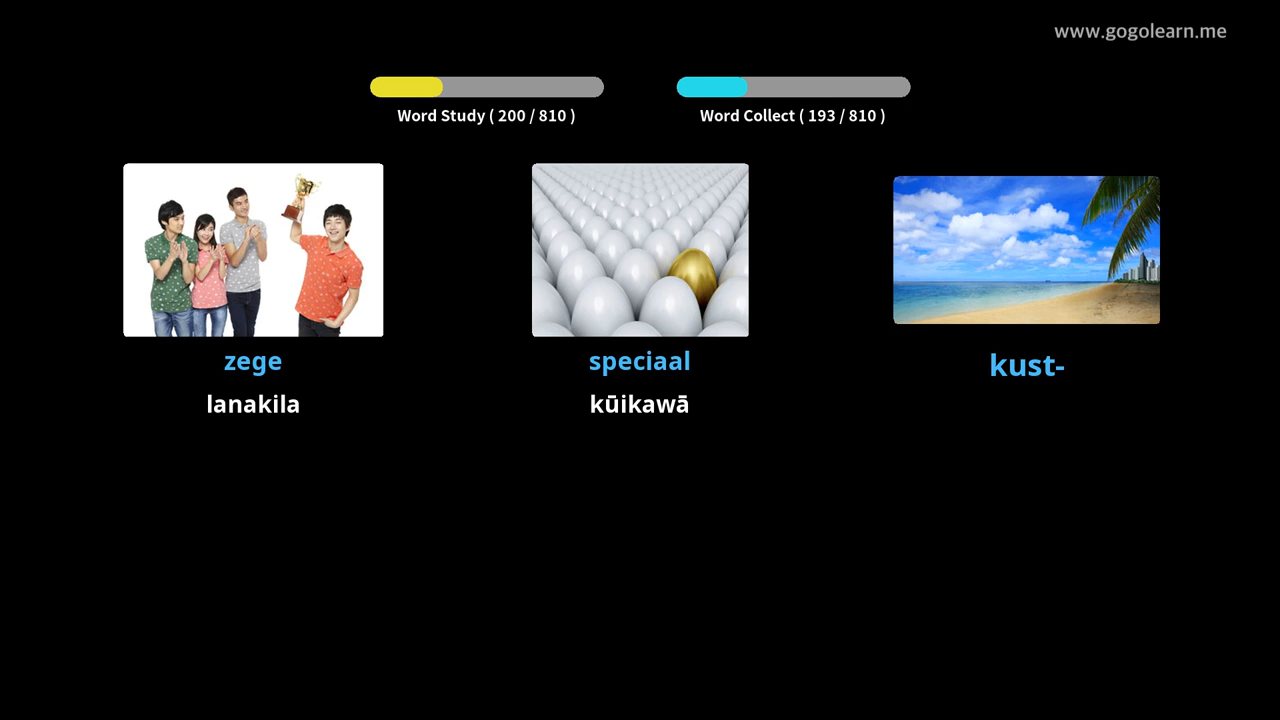 www.gogolearn.me
Word Study ( 200 / 810 )
Word Collect ( 193 / 810 )
zege
lanakila
speciaal
kūikawā
kust-